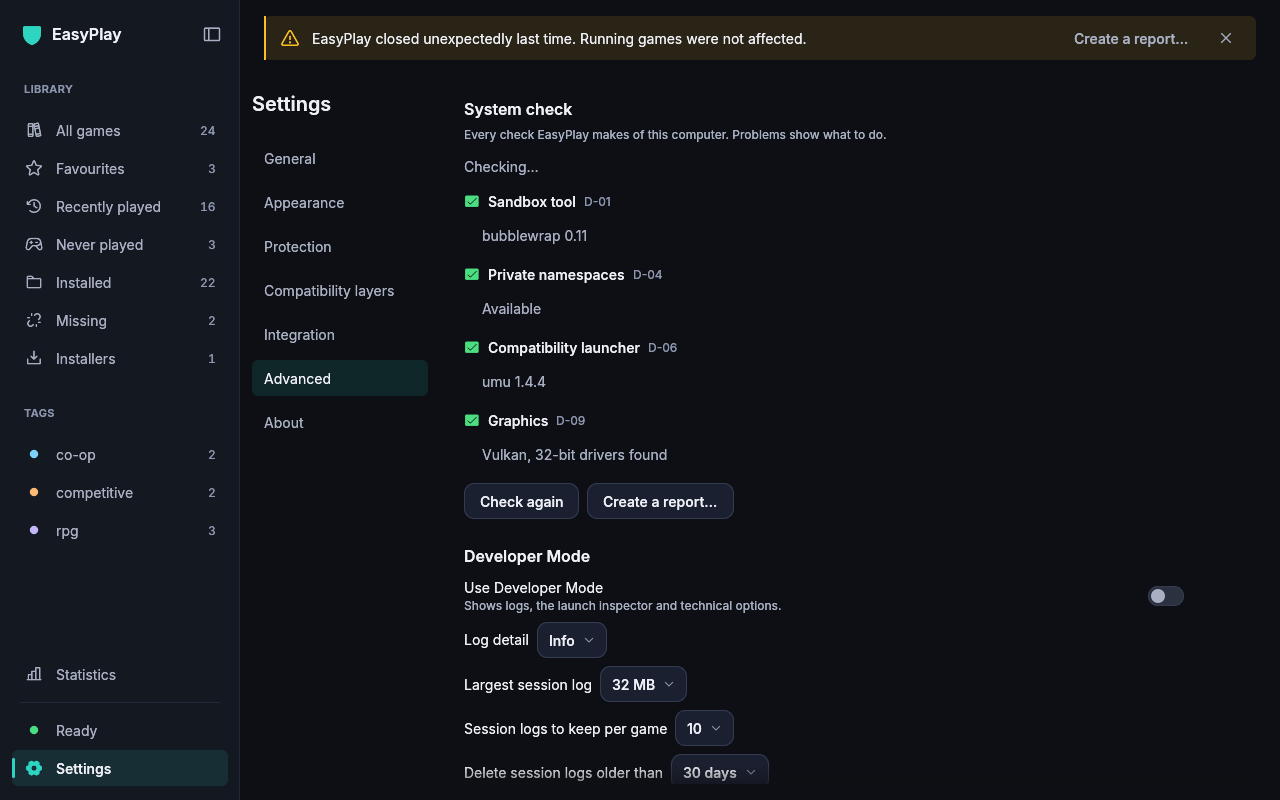 EasyPlay
LIBRARY
All games 24
Favourites 3
Recently played 16
Never played 3
Installed 22
Missing 2
Installers 1
TAGS
co-op 2
competitive 2
rpg 3
Statistics
Ready
Settings
EasyPlay closed unexpectedly last time. Running games were not affected. Create a report...
Settings
General
Appearance
Protection
Compatibility layers
Integration
Advanced
About
System check
Every check EasyPlay makes of this computer. Problems show what to do.
Checking...
Sandbox tool D-01
bubblewrap 0.11
Private namespaces D-04
Available
Compatibility launcher D-06
umu 1.4.4
Graphics D-09
Vulkan, 32-bit drivers found
Check again Create a report...
Developer Mode
Use Developer Mode
Shows logs, the launch inspector and technical options.
Log detail Info
Largest session log 32 MB
Session logs to keep per game 10
Delete session logs older than 30 days